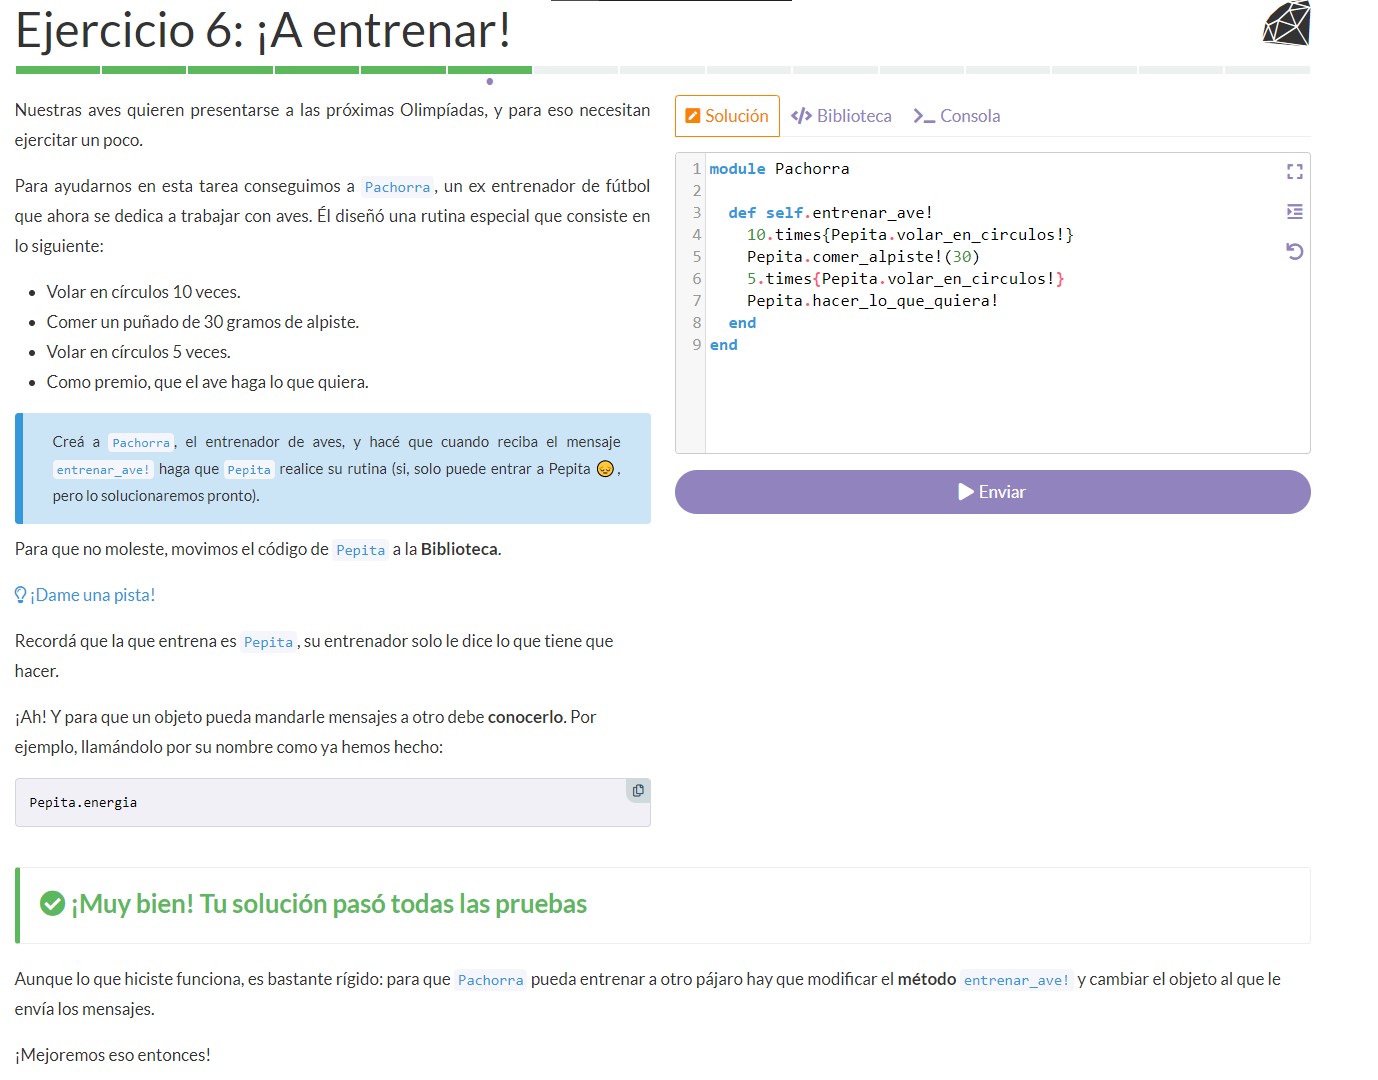 Ejercicio 6: ¡A entrenar!
Nuestras aves quieren presentarse a las próximas Olimpíadas, y para eso necesitan
ejercitar un poco.
Para ayudarnos en esta tarea conseguimos a Pachorra, un ex entrenador de fútbol
que ahora se dedica a trabajar con aves. Él diseñó una rutina especial que consiste en
lo siguiente:
• Volar en círculos 10 veces.
• Comer un puñado de 30 gramos de alpiste.
• Volar en círculos 5 veces.
• Como premio, que el ave haga lo que quiera.
Creá a Pachorra, el entrenador de aves, y hacé que cuando reciba el mensaje
entrenar_ave! haga que Pepita realice su rutina (si, solo puede entrar a Pepita 😞,
pero lo solucionaremos pronto).
Para que no moleste, movimos el código de Pepita a la Biblioteca.
¡Dame una pista!
Recordá que la que entrena es Pepita, su entrenador solo le dice lo que tiene que
hacer.
¡Ah! Y para que un objeto pueda mandarle mensajes a otro debe conocerlo. Por
ejemplo, llamándolo por su nombre como ya hemos hecho:
Pepita.energia
Solución
Biblioteca
Consola
1 module Pachorra
2
3   def self.entrenar_ave!
4     10.times{Pepita.volar_en_circulos!}
5     Pepita.comer_alpiste!(30)
6     5.times{Pepita.volar_en_circulos!}
7     Pepita.hacer_lo_que_quiera!
8   end
9 end
Enviar
¡Muy bien! Tu solución pasó todas las pruebas
Aunque lo que hiciste funciona, es bastante rígido: para que Pachorra pueda entrenar a otro pájaro hay que modificar el método entrenar_ave! y cambiar el objeto al que le
envía los mensajes.
¡Mejoremos eso entonces!